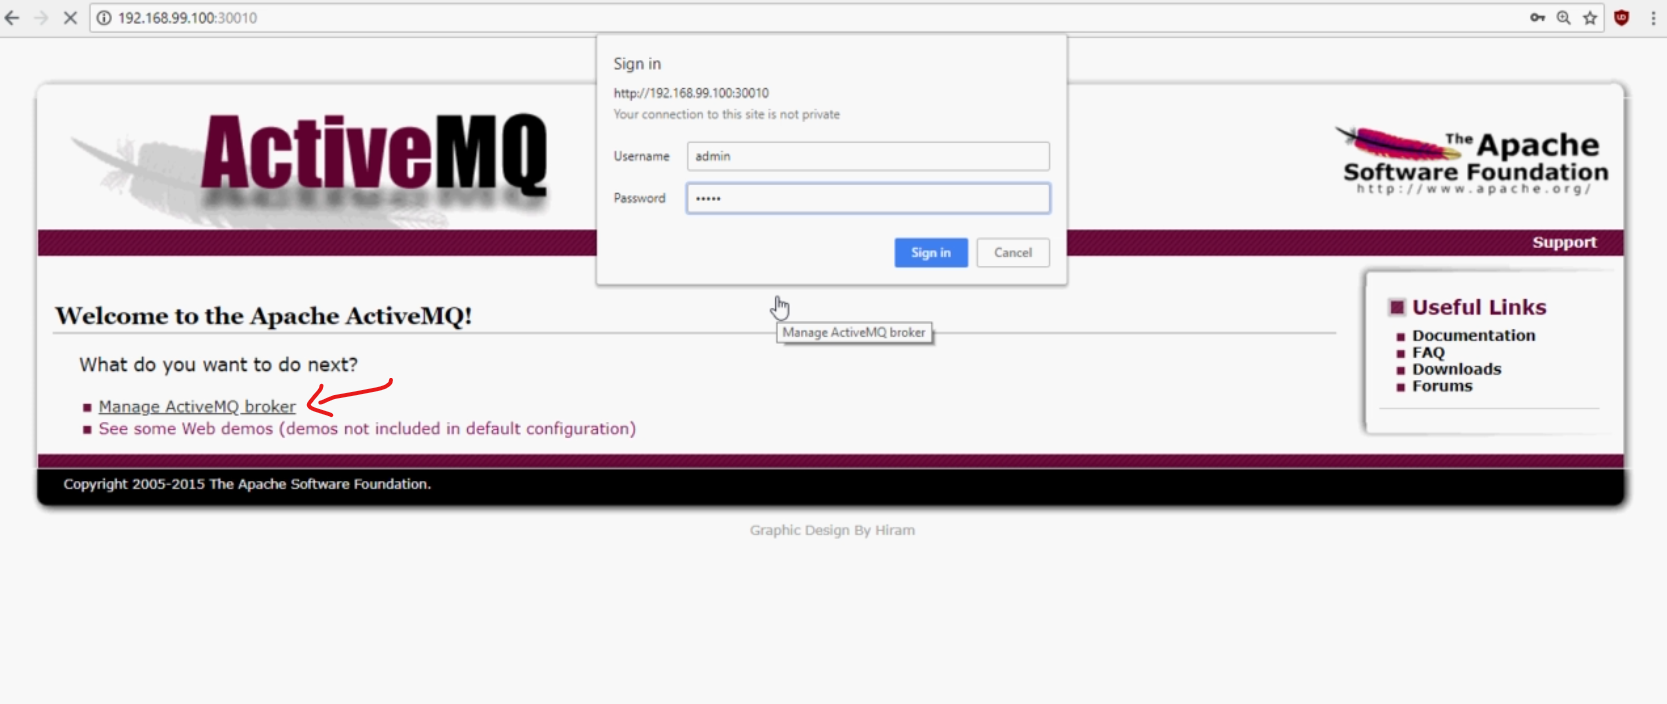 192.168.99.100:30010
Sign in
http://192.168.99.100:30010
Your connection to this site is not private
Username admin
Password •••••
Sign in Cancel
ActiveMQ
The Apache
Software Foundation
http://www.apache.org/
Support
Welcome to the Apache ActiveMQ!
Manage ActiveMQ broker
What do you want to do next?
Manage ActiveMQ broker
See some Web demos (demos not included in default configuration)
Useful Links
Documentation
FAQ
Downloads
Forums
Copyright 2005-2015 The Apache Software Foundation.
Graphic Design By Hiram